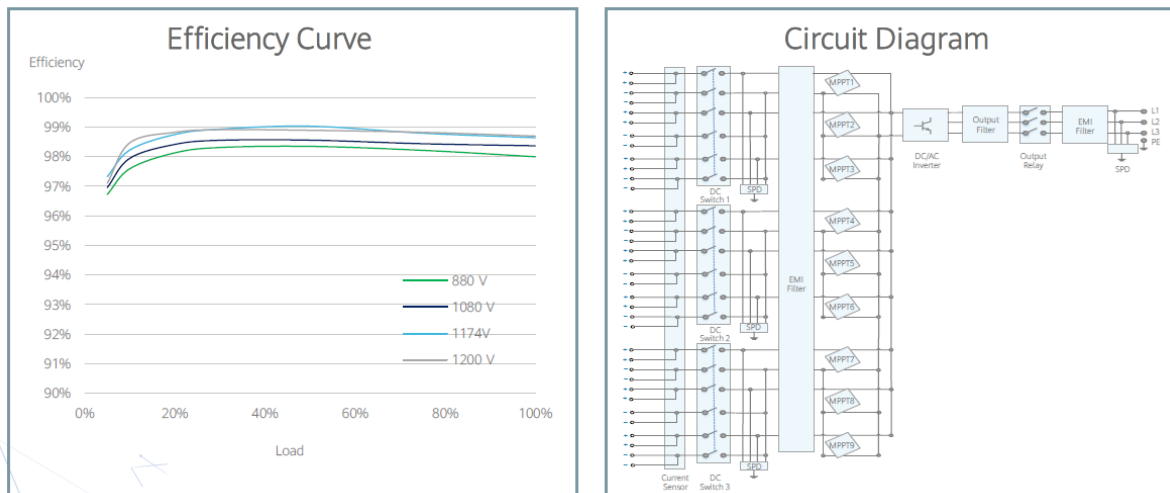 Efficiency Curve
Efficiency
100%
99%
98%
97%
96%
95%
94%
93%
92%
91%
90%
880 V
1080 V
1174V
1200 V
0%
20%
40%
60%
80%
100%
Load
Circuit Diagram
MPPT1
MPPT2
MPPT3
SPD
DC
Switch 1
MPPT4
MPPT5
EMI
Filter
MPPT6
SPD
DC
Switch 2
MPPT7
MPPT8
MPPT9
SPD
Current
Sensor
DC
Switch 3
DC/AC
Inverter
Output
Filter
Output
Relay
EMI
Filter
L1
L2
L3
PE
SPD